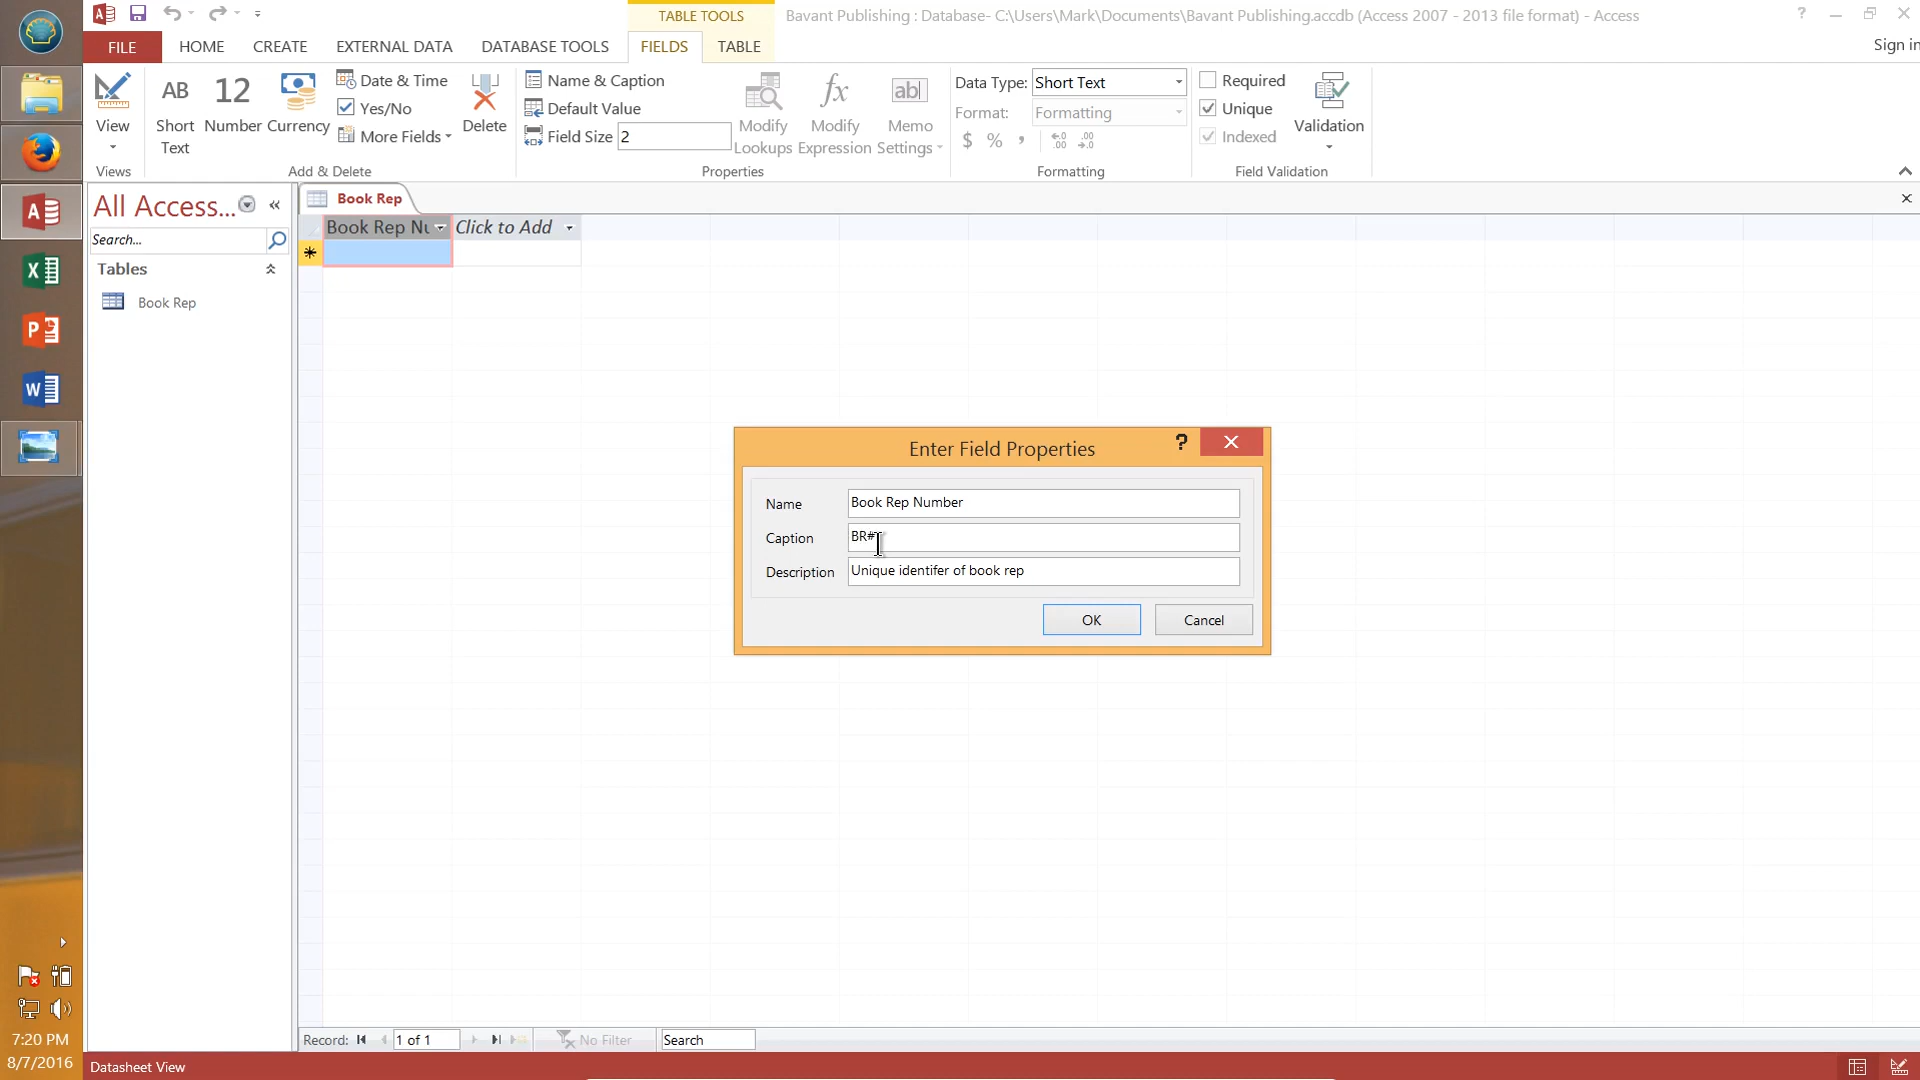 TABLE TOOLS
Bavant Publishing : Database- C:\Users\Mark\Documents\Bavant Publishing.accdb (Access 2007 - 2013 file format) - Access
?
FILE HOME CREATE EXTERNAL DATA DATABASE TOOLS FIELDS TABLE
Sign in
View
Views
AB
Short
Text
12
Number
Currency
Date & Time
Yes/No
More Fields
Delete
Add & Delete
Name & Caption
Default Value
Field Size 2
Modify
Lookups
fx
Modify
Expression
ab|
Memo
Settings
Properties
Data Type: Short Text
Format: Formatting
$ % , .00 .00
Formatting
Required
Unique
Indexed
Validation
Field Validation
All Access...
Search...
Tables
Book Rep
Book Rep
Book Rep Nu Click to Add
Enter Field Properties
?
Name Book Rep Number
Caption BR#
Description Unique identifer of book rep
OK Cancel
Record: 1 of 1 No Filter Search
Datasheet View
7:20 PM
8/7/2016